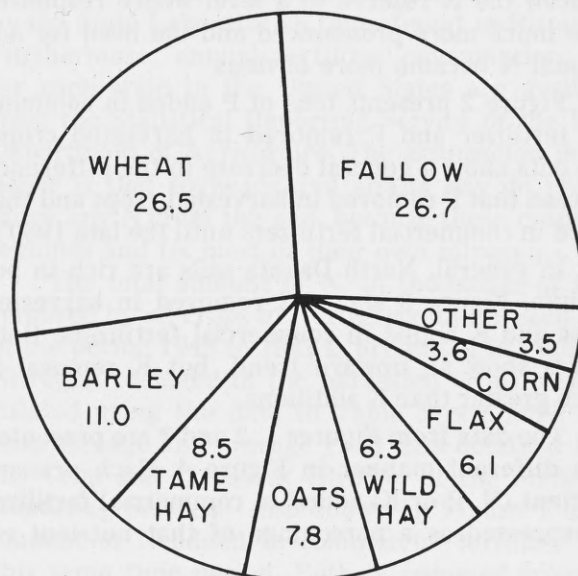 WHEAT
26.5
FALLOW
26.7
OTHER
3.5
3.6
CORN
FLAX
6.1
6.3
WILD
HAY
OATS
7.8
8.5
TAME
HAY
BARLEY
11.0